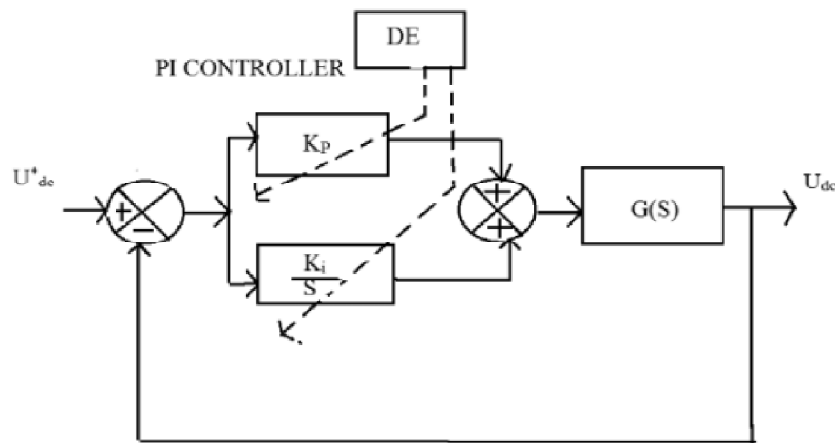 DE
PI CONTROLLER
KP
U*dc
+
−
+
+
G(S)
Udc
Ki
S